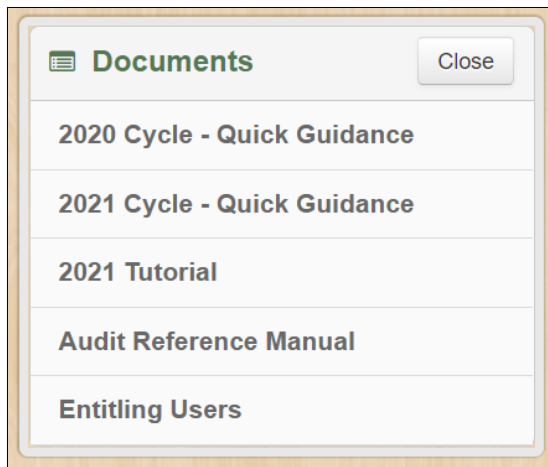 Documents
Close
2020 Cycle - Quick Guidance
2021 Cycle - Quick Guidance
2021 Tutorial
Audit Reference Manual
Entitling Users